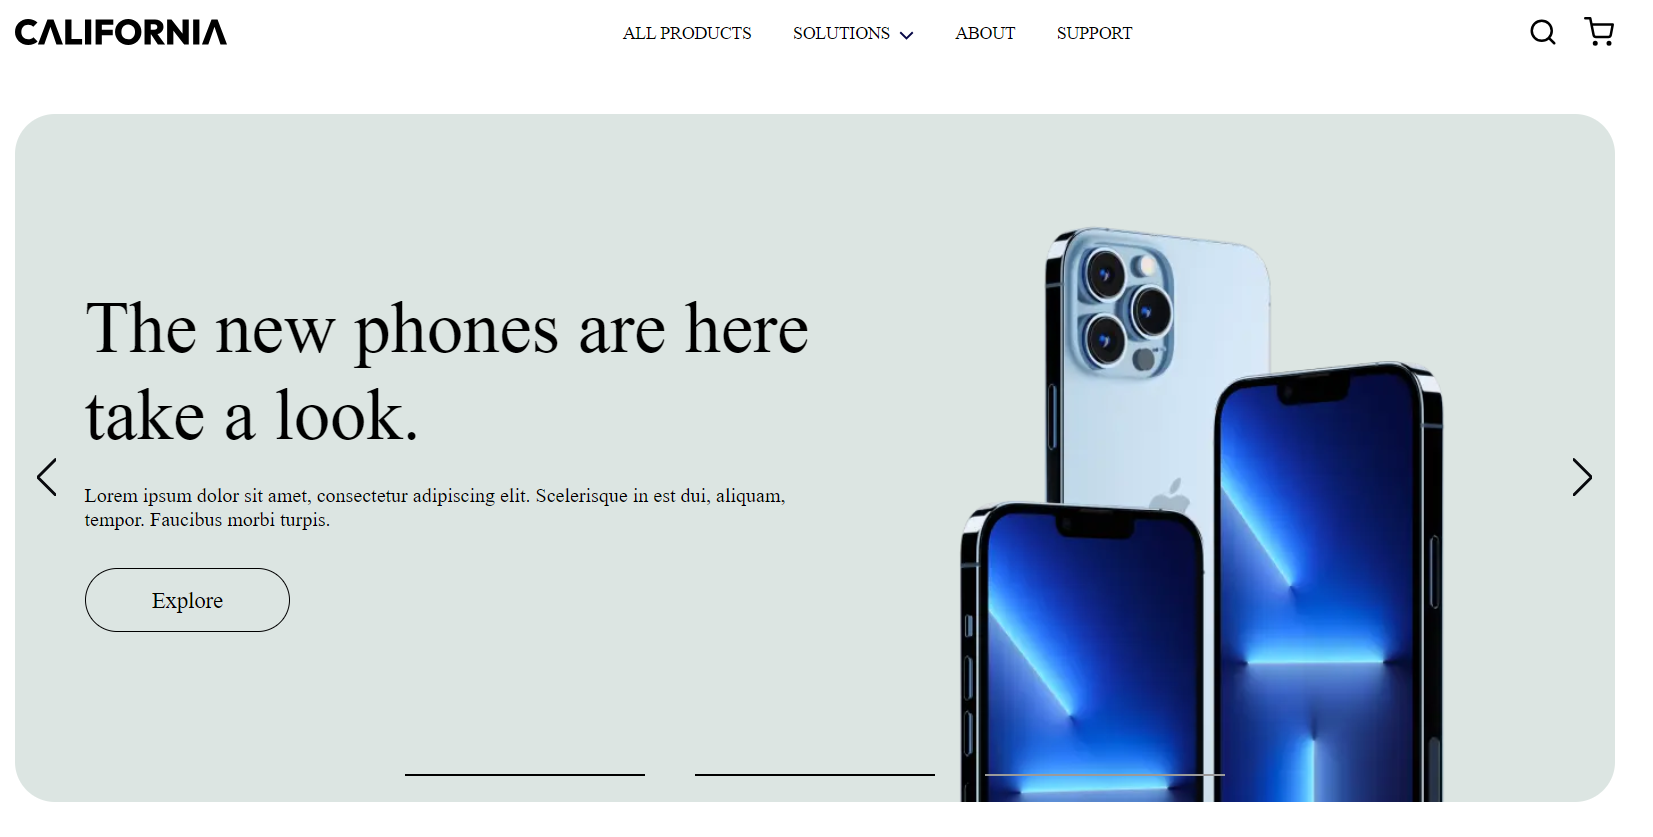 CALIFORNIA
ALL PRODUCTS SOLUTIONS ABOUT SUPPORT
The new phones are here
take a look.
Lorem ipsum dolor sit amet, consectetur adipiscing elit. Scelerisque in est dui, aliquam,
tempor. Faucibus morbi turpis.
Explore